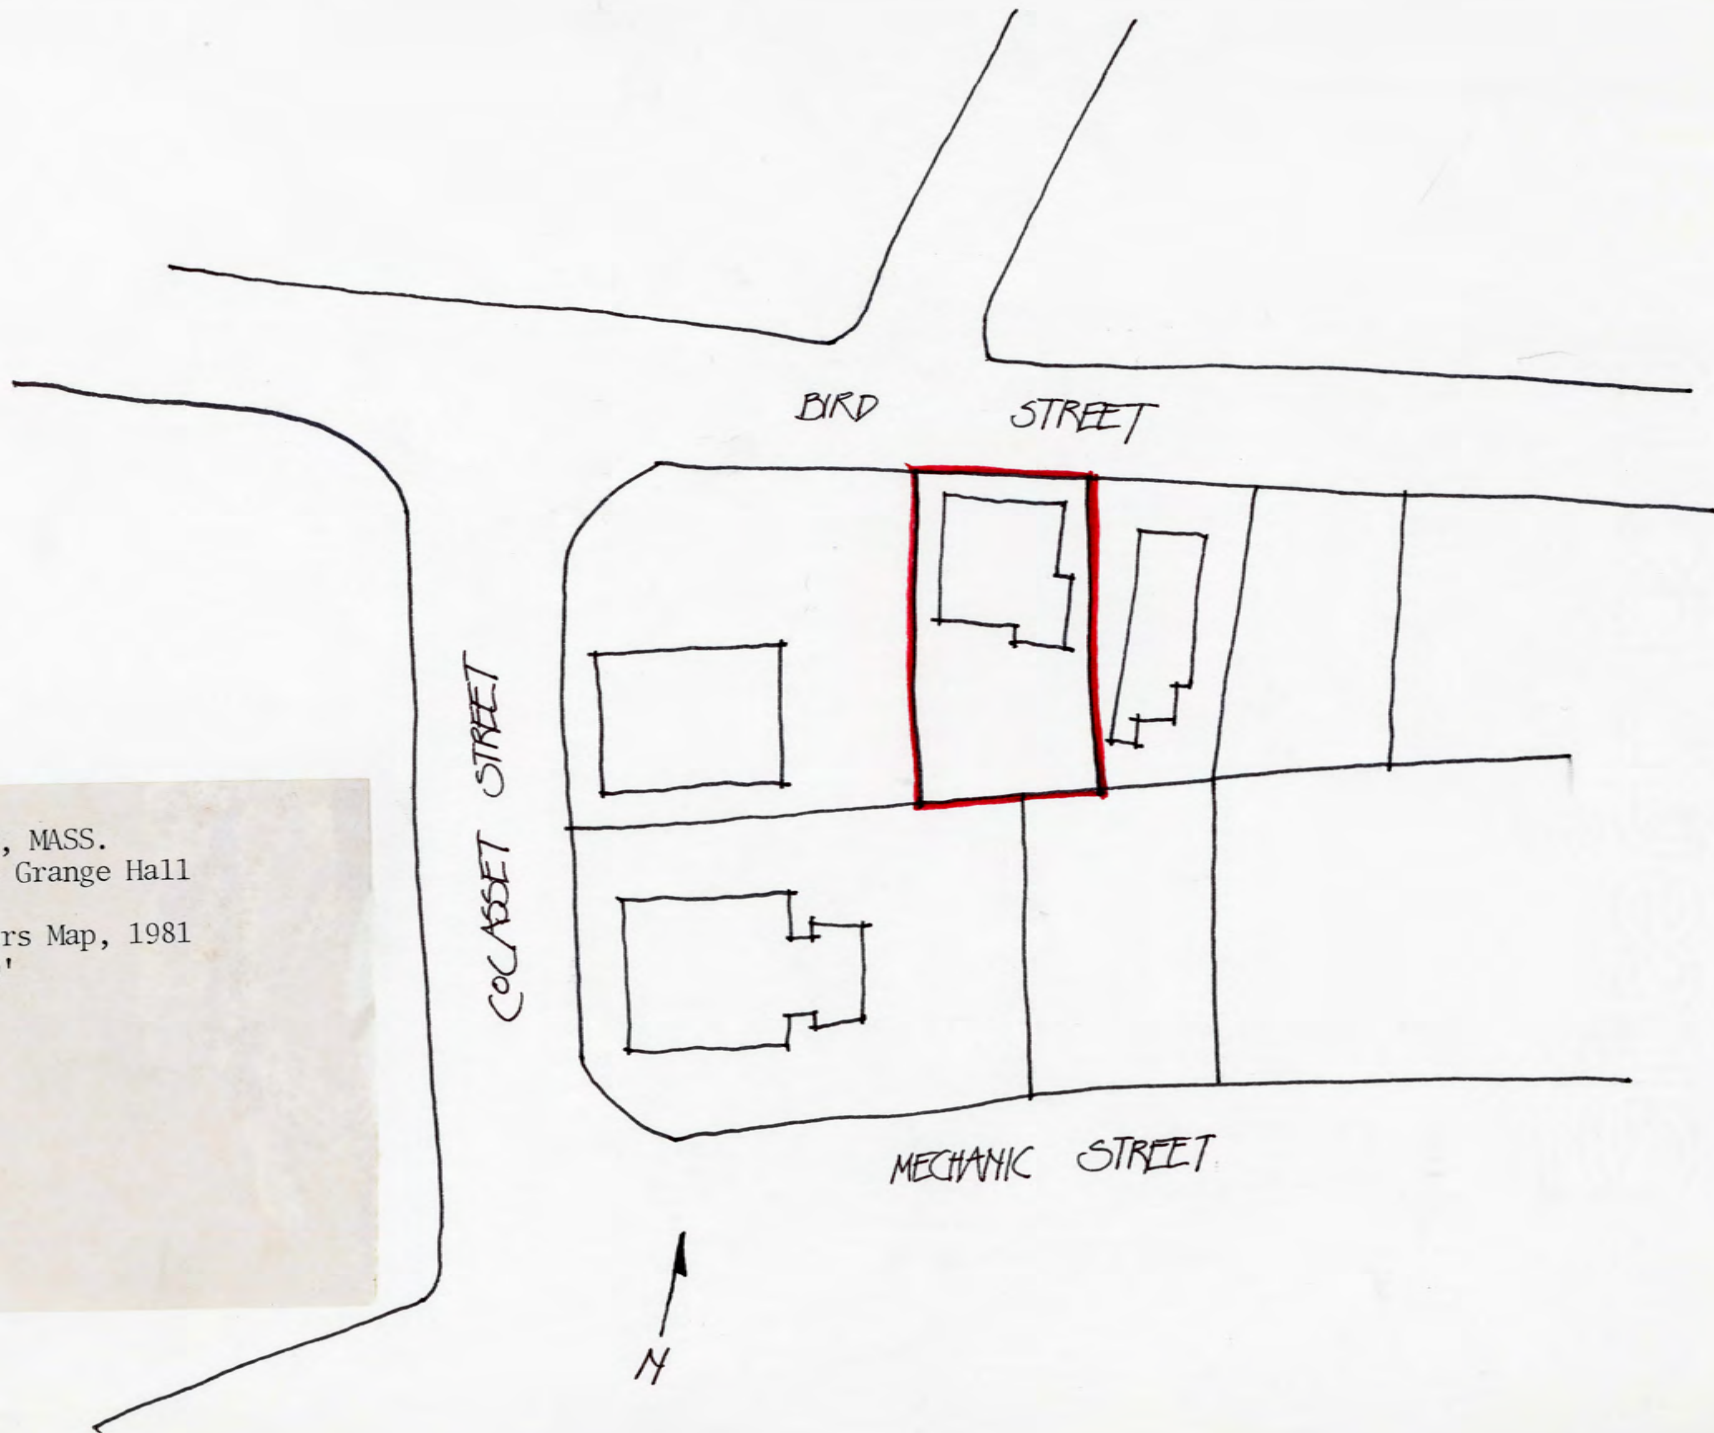 BIRD STREET
COCASSET STREET
, MASS.
Grange Hall
rs Map, 1981
'
MECHANIC STREET
N